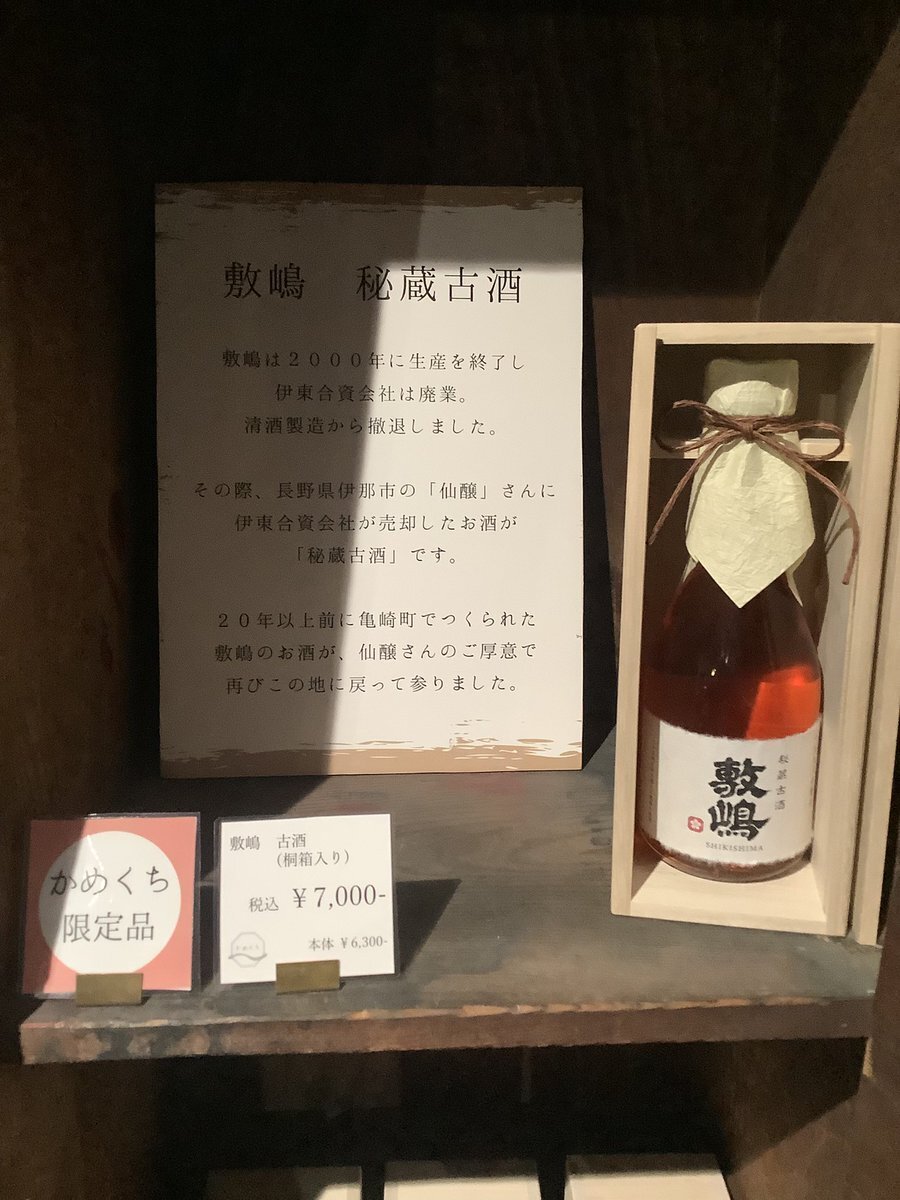 敷嶋　秘蔵古酒
敷嶋は２０００年に生産を終了し
伊東合資会社は廃業。
清酒製造から撤退しました。
その際、長野県伊那市の「仙醸」さんに
伊東合資会社が売却したお酒が
「秘蔵古酒」です。
２０年以上前に亀崎町でつくられた
敷嶋のお酒が、仙醸さんのご厚意で
再びこの地に戻って参りました。
秘蔵古酒
敷嶋
SHIKISHIMA
かめくち
限定品
敷嶋　古酒
（桐箱入り）
税込 ￥7,000-
本体 ￥6,300-
かめくち